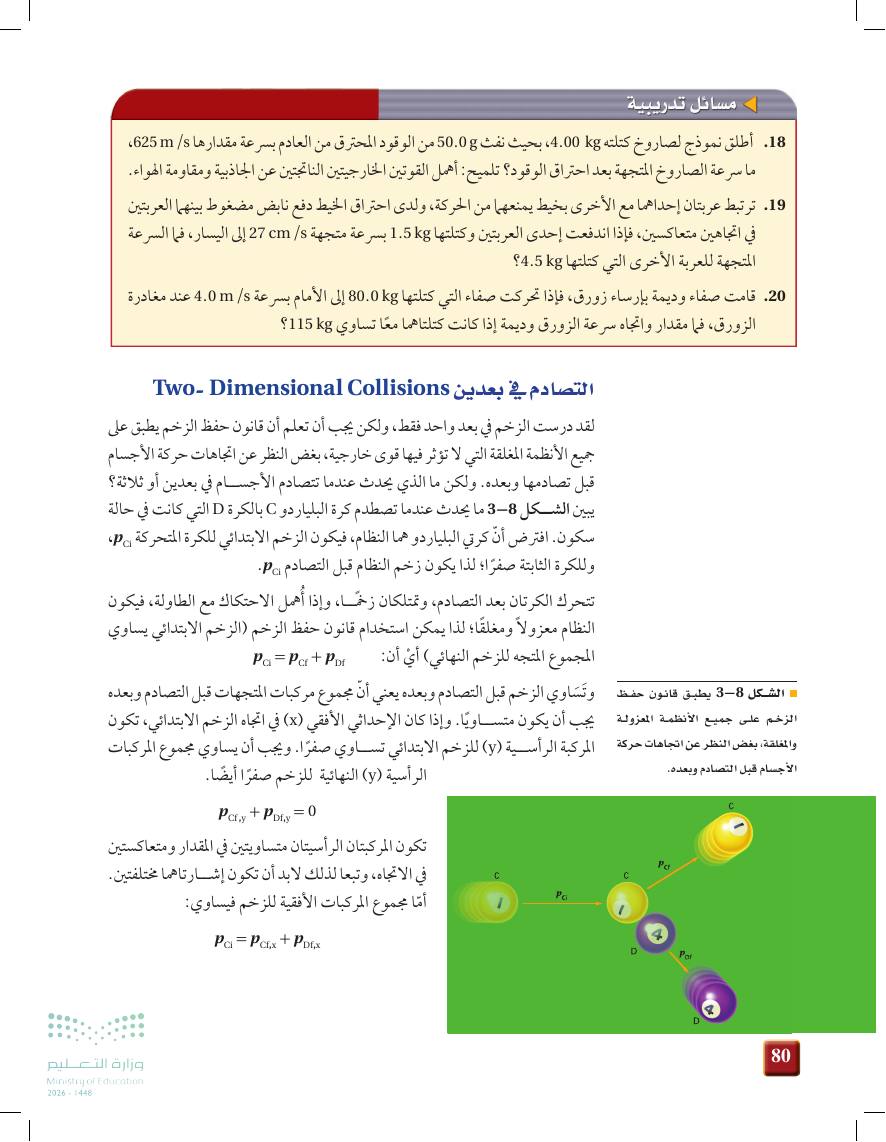 مسائل تدريبية
18. أطلق نموذج لصاروخ كتلته 4.00 kg، بحيث نفث 50.0 g من الوقود المحترق من العادم بسرعة مقدارها 625 m/s،
ما سرعة الصاروخ المتجهة بعد احتراق الوقود؟ تلميح: أهمل القوتين الخارجيتين الناتجتين عن الجاذبية ومقاومة الهواء.
19. ترتبط عربتان إحداهما مع الأخرى بخيط يمنعهما من الحركة، ولدى احتراق الخيط دفع نابض مضغوط بينهما العربتين
في اتجاهين متعاكسين، فإذا اندفعت إحدى العربتين وكتلتها 1.5 kg بسرعة متجهة 27 cm/s إلى اليسار، فما السرعة
المتجهة للعربة الأخرى التي كتلتها 4.5 kg؟
20. قامت صفاء وديمة بإرساء زورق، فإذا تحركت صفاء التي كتلتها 80.0 kg إلى الأمام بسرعة 4.0 m/s عند مغادرة
الزورق، فما مقدار واتجاه سرعة الزورق وديمة إذا كانت كتلتاهما معًا تساوي 115 kg؟
التصادم في بعدين Two- Dimensional Collisions
لقد درست الزخم في بعد واحد فقط، ولكن يجب أن تعلم أن قانون حفظ الزخم يطبق على
جميع الأنظمة المغلقة التي لا تؤثر فيها قوى خارجية، بغض النظر عن اتجاهات حركة الأجسام
قبل تصادمها وبعده. ولكن ما الذي يحدث عندما تتصادم الأجسام في بعدين أو ثلاثة؟
يبين الشكل 8–3 ما يحدث عندما تصطدم كرة البلياردو C بالكرة D التي كانت في حالة
سكون. افترض أنّ كرتي البلياردو هما النظام، فيكون الزخم الابتدائي للكرة المتحركة pCi،
وللكرة الثابتة صفرًا؛ لذا يكون زخم النظام قبل التصادم pCi.
تتحرك الكرتان بعد التصادم، وتمتلكان زخمًا، وإذا أُهمل الاحتكاك مع الطاولة، فيكون
النظام معزولاً ومغلقًا؛ لذا يمكن استخدام قانون حفظ الزخم (الزخم الابتدائي يساوي
المجموع المتجه للزخم النهائي) أيْ أن: pCi = pCf + pDf
وتَسَاوي الزخم قبل التصادم وبعده يعني أنّ مجموع مركبات المتجهات قبل التصادم وبعده
يجب أن يكون متساويًا. وإذا كان الإحداثي الأفقي (x) في اتجاه الزخم الابتدائي، تكون
المركبة الرأسية (y) للزخم الابتدائي تساوي صفرًا. ويجب أن يساوي مجموع المركبات
الرأسية (y) النهائية للزخم صفرًا أيضًا.
pCf,y + pDf,y = 0
تكون المركبتان الرأسيتان متساويتين في المقدار ومتعاكستين
في الاتجاه، وتبعا لذلك لابد أن تكون إشارتاهما مختلفتين.
أمّا مجموع المركبات الأفقية للزخم فيساوي:
pCi = pCf,x + pDf,x
الشكل 8–3 يطبق قانون حفظ
الزخم على جميع الأنظمة المعزولة
والمغلقة، بغض النظر عن اتجاهات حركة
الأجسام قبل التصادم وبعده.
C
1
pCf
C
1
pCi
C
1
4
D
pDf
4
D
وزارة التعليم
Ministry of Education
2026 - 1448
80